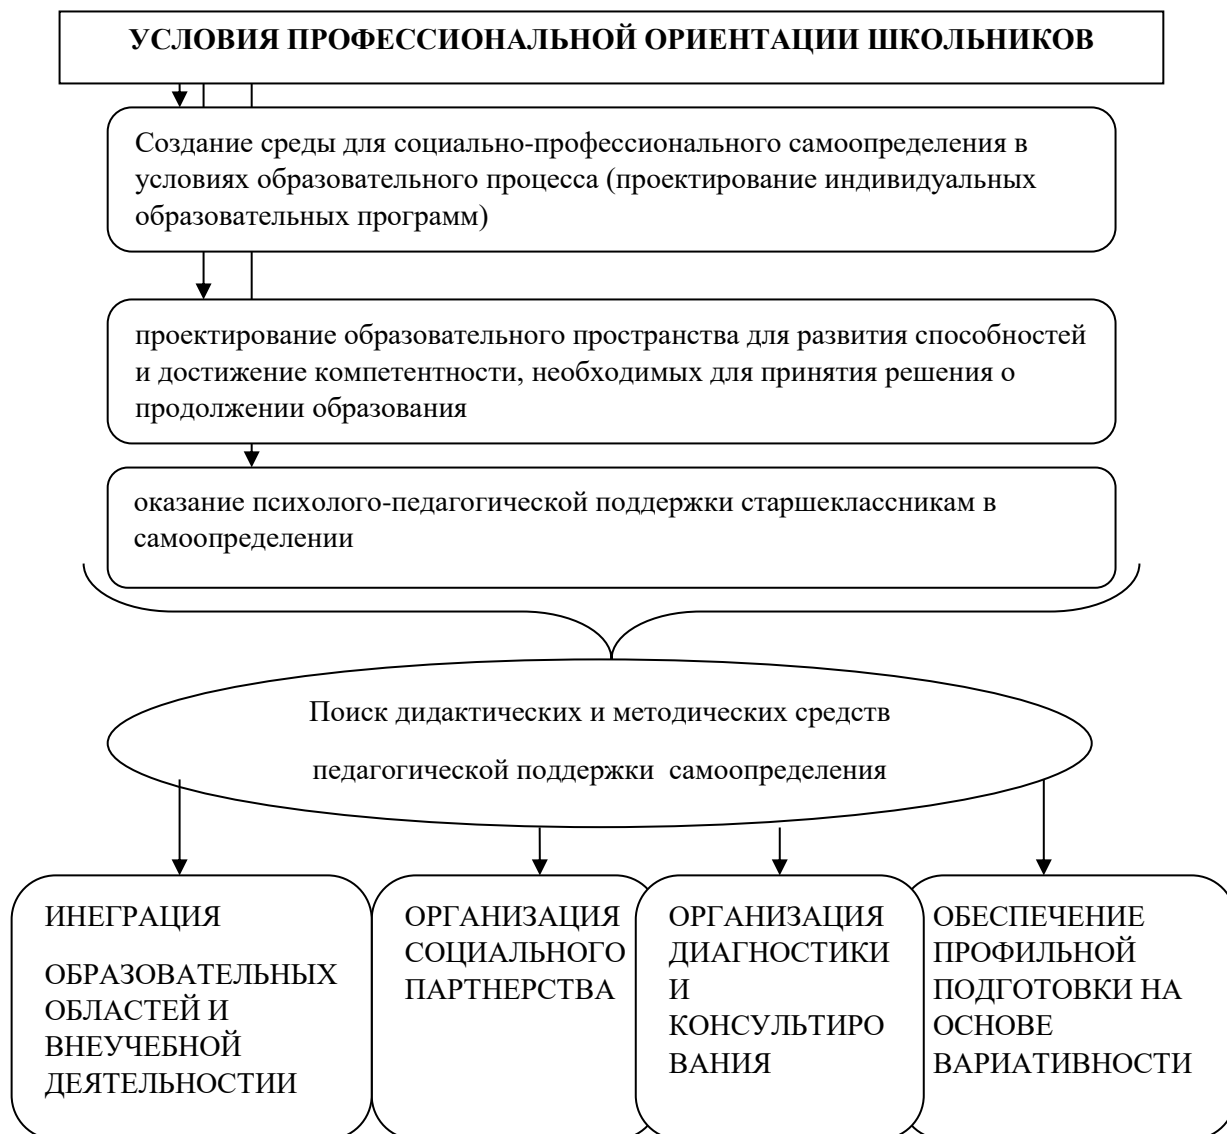 УСЛОВИЯ ПРОФЕССИОНАЛЬНОЙ ОРИЕНТАЦИИ ШКОЛЬНИКОВ
Создание среды для социально-профессионального самоопределения в
условиях образовательного процесса (проектирование индивидуальных
образовательных программ)
проектирование образовательного пространства для развития способностей
и достижение компетентности, необходимых для принятия решения о
продолжении образования
оказание психолого-педагогической поддержки старшеклассникам в
самоопределении
Поиск дидактических и методических средств
педагогической поддержки самоопределения
ИНЕГРАЦИЯ
ОБРАЗОВАТЕЛЬНЫХ
ОБЛАСТЕЙ И
ВНЕУЧЕБНОЙ
ДЕЯТЕЛЬНОСТИИ
ОРГАНИЗАЦИЯ
СОЦИАЛЬНОГО
ПАРТНЕРСТВА
ОРГАНИЗАЦИЯ
ДИАГНОСТИКИ
И
КОНСУЛЬТИРО
ВАНИЯ
ОБЕСПЕЧЕНИЕ
ПРОФИЛЬНОЙ
ПОДГОТОВКИ НА
ОСНОВЕ
ВАРИАТИВНОСТИ